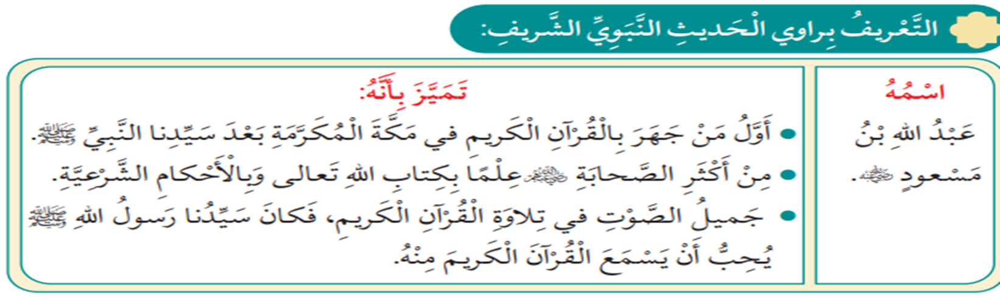 التَّعْريفُ بِراوي الْحَديثِ النَّبَوِيِّ الشَّريفِ:
اسْمُهُ
عَبْدُ اللهِ بْنُ
مَسْعودٍ رضي الله عنه.
تَمَيَّزَ بِأَنَّهُ:
• أَوَّلُ مَنْ جَهَرَ بِالْقُرْآنِ الْكَريمِ في مَكَّةَ الْمُكَرَّمَةِ بَعْدَ سَيِّدِنا النَّبِيِّ ﷺ.
• مِنْ أَكْثَرِ الصَّحابَةِ رضي الله عنهم عِلْمًا بِكِتابِ اللهِ تَعالى وَبِالْأَحْكامِ الشَّرْعِيَّةِ.
• جَميلُ الصَّوْتِ في تِلاوَةِ الْقُرْآنِ الْكَريمِ، فَكانَ سَيِّدُنا رَسولُ اللهِ ﷺ
يُحِبُّ أَنْ يَسْمَعَ الْقُرْآنَ الْكَريمَ مِنْهُ.